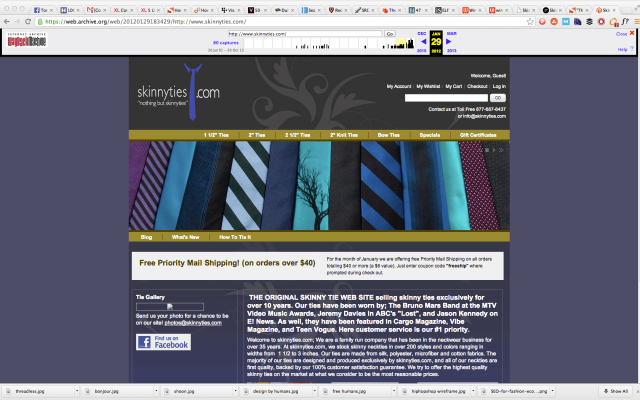 https://web.archive.org/web/20120129183429/http://www.skinnyties.com/
INTERNET ARCHIVE
http://www.skinnyties.com/
Go
DEC
JAN
MAR
Close
80 captures
29
2011
2012
2013
Help
skinnyties.com
"nothing but skinnyties"
Welcome, Guest!
My Account
My Wishlist
My Cart
Checkout
Log In
GO
Contact us at Toll Free 877-667-8437
or info@skinnyties.com
1 1/2" Ties
2" Ties
2 1/2" Ties
2" Knit Ties
Bow Ties
Specials
Gift Certificates
Blog
What's New
How To Tie It
Free Priority Mail Shipping! (on orders over $40)
For the month of January we are offering free Priority Mail Shipping on all orders
totaling $40 or more (a $6 value). Just enter coupon code "freeship" where
prompted during check out.
Tie Gallery
Send us your photo for a chance to be
on our site! photos@skinnyties.com
Find us on
Facebook
THE ORIGINAL SKINNY TIE WEB SITE selling skinny ties exclusively for
over 10 years. Our ties have been worn by; The Bruno Mars Band at the MTV
Video Music Awards, Jeremy Davies in ABC's "Lost", and Jason Kennedy on
E! News. As well, they have been featured in Cargo Magazine, Vibe
Magazine, and Teen Vogue. Here customer service is our #1 priority.
Welcome to skinnyties.com; We are a family run company that has been in the neckwear business for
over 35 years. At skinnyties.com, we stock skinny neckties in over 200 styles and colors ranging in
widths from 1 1/2 to 3 inches. Our ties are made from silk, polyester, microfiber and cotton fabrics. The
majority of our ties are designed and produced exclusively by skinnyties.com, and all of our neckties are
first quality, backed by our 100% customer satisfaction guarantee. We try to offer the highest quality
skinny ties on the market at what we consider to be the most reasonable prices.
threadless.jpg
bonjour.jpg
shoon.jpg
design by humans.jpg
free humans.jpg
hiphopshop wireframe.jpg
SEO-for-fashion-eco....png
Show All